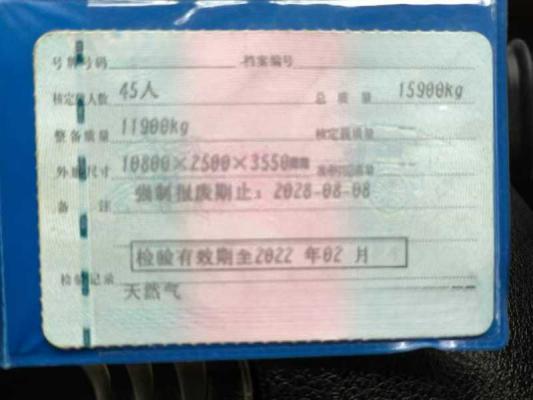 号牌号码 档案编号
核定载人数 45人 总质量 15900kg
整备质量 11900kg 核定载质量
外廓尺寸 10800×2500×3550mm 准牵引总质量 --
备注 强制报废期止：2028-08-08
检验有效期至2022 年02 月
检验记录
天然气